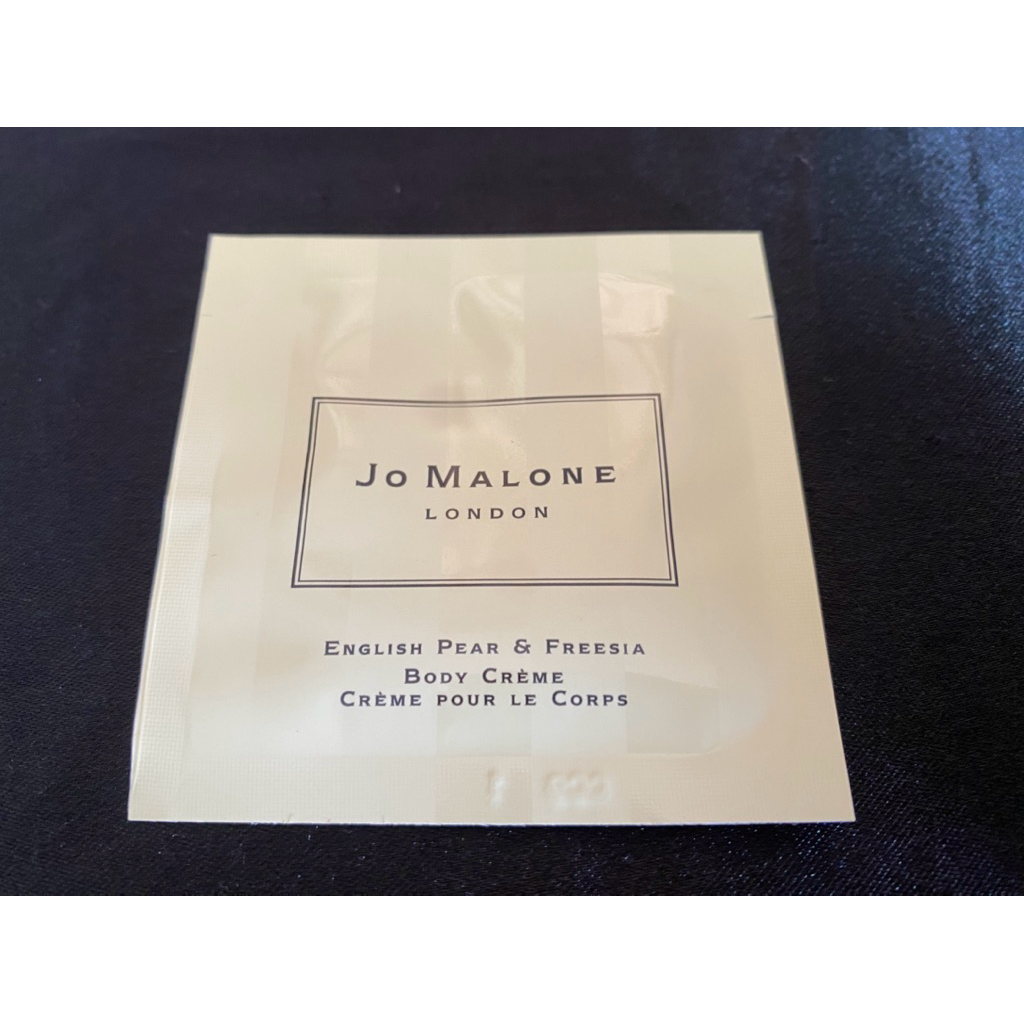 JO MALONE
LONDON
ENGLISH PEAR & FREESIA
BODY CRÈME
CRÈME POUR LE CORPS